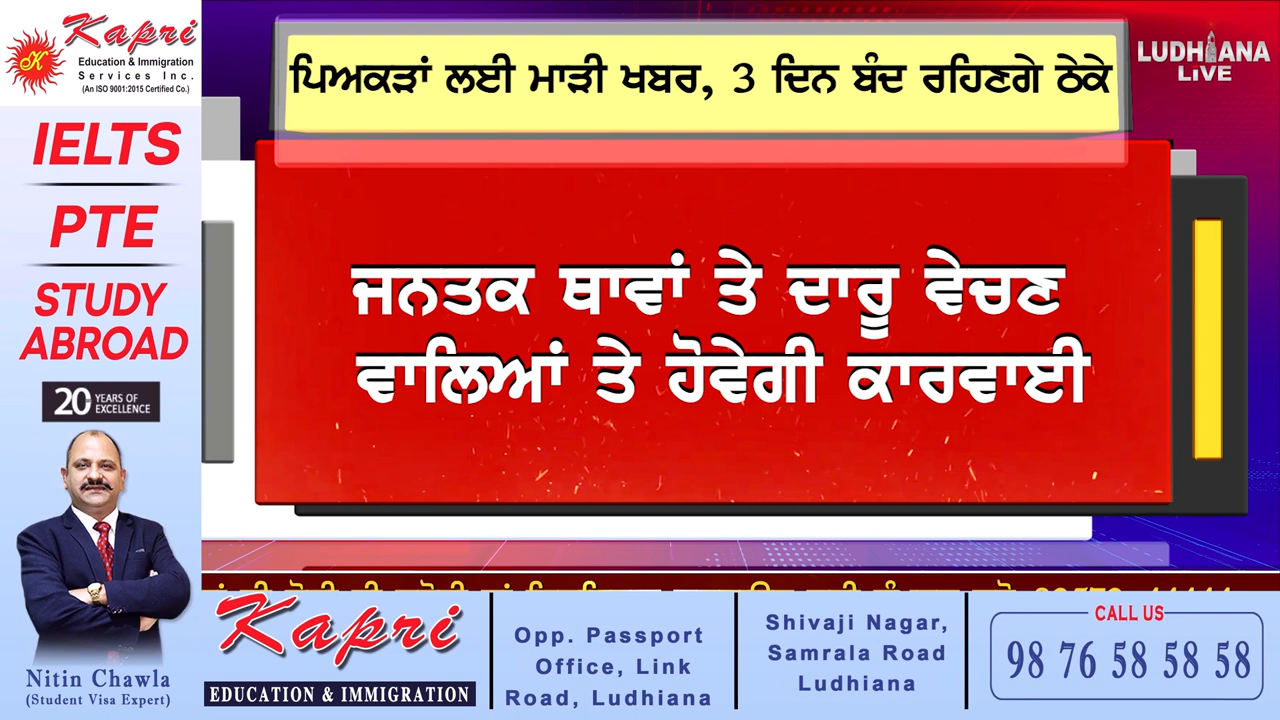 Kapri
Education & Immigration
Services Inc.
(An ISO 9001:2015 Certified Co.)
IELTS
PTE
STUDY
ABROAD
20 YEARS OF
EXCELLENCE
Nitin Chawla
(Student Visa Expert)
ਪਿਅਕੜਾਂ ਲਈ ਮਾੜੀ ਖਬਰ, 3 ਦਿਨ ਬੰਦ ਰਹਿਣਗੇ ਠੇਕੇ
LUDHIANA
LIVE
ਜਨਤਕ ਥਾਵਾਂ ਤੇ ਦਾਰੂ ਵੇਚਣ
ਵਾਲਿਆਂ ਤੇ ਹੋਵੇਗੀ ਕਾਰਵਾਈ
Kapri
EDUCATION & IMMIGRATION
Opp. Passport
Office, Link
Road, Ludhiana
Shivaji Nagar,
Samrala Road
Ludhiana
CALL US
98 76 58 58 58